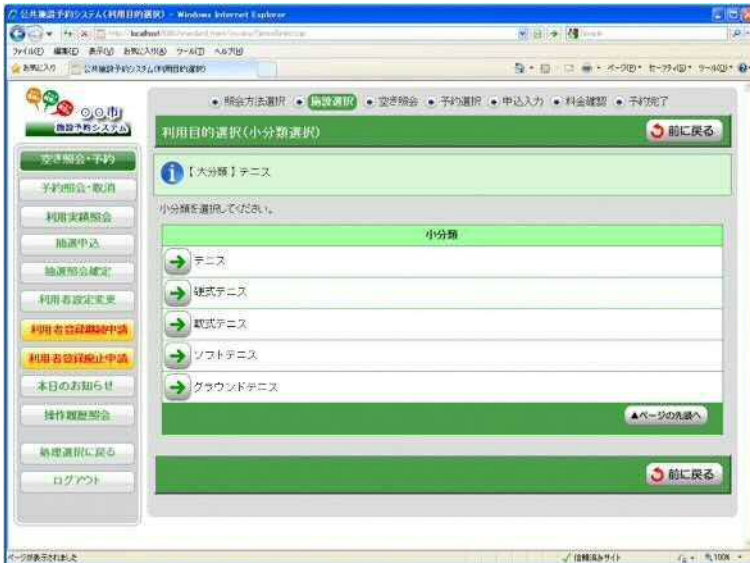 公共施設予約システム(利用目的選択) - Windows Internet Explorer
ファイル(F) 編集(E) 表示(V) お気に入り(A) ツール(T) ヘルプ(H)
お気に入り 公共施設予約システム(利用目的選択)
ページ(P) セーフティ(S) ツール(O)
○○市
施設予約システム
照会方法選択 施設選択 空き照会 予約選択 申込入力 料金確認 予約完了
利用目的選択(小分類選択)
前に戻る
空き照会・予約
予約照会・取消
利用実績照会
抽選申込
抽選照会確定
利用者設定変更
利用者登録継続申請
利用者登録廃止申請
本日のお知らせ
操作履歴照会
処理選択に戻る
ログアウト
【大分類】テニス
小分類を選択してください。
小分類
テニス
硬式テニス
軟式テニス
ソフトテニス
グラウンドテニス
▲ページの先頭へ
前に戻る
ページが表示されました
信頼済みサイト
100%